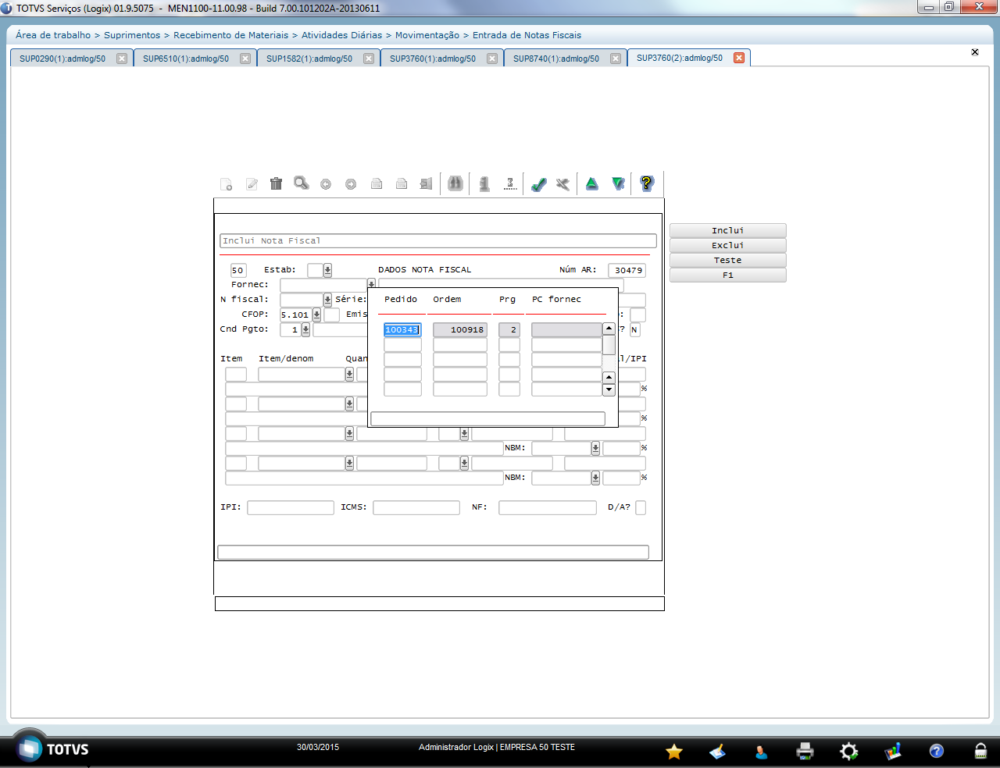 TOTVS Serviços (Logix) 01.9.5075  -  MEN1100-11.00.98 - Build 7.00.101202A-20130611
Área de trabalho > Suprimentos > Recebimento de Materiais > Atividades Diárias > Movimentação > Entrada de Notas Fiscais
SUP0290(1):admlog/50 SUP6510(1):admlog/50 SUP1582(1):admlog/50 SUP3760(1):admlog/50 SUP8740(1):admlog/50 SUP3760(2):admlog/50
Inclui Nota Fiscal
Inclui
Exclui
Teste
F1
50 Estab: DADOS NOTA FISCAL Núm AR: 30479
Fornec:
N fiscal: Série:
CFOP: 5.101 Emis :
Cnd Pgto: 1 ? N
Pedido Ordem Prg PC fornec
100343 100918 2
Item Item/denom Quan l/IPI
%
%
NBM: %
NBM: %
IPI: ICMS: NF: D/A?
TOTVS 30/03/2015 Administrador Logix | EMPRESA 50 TESTE